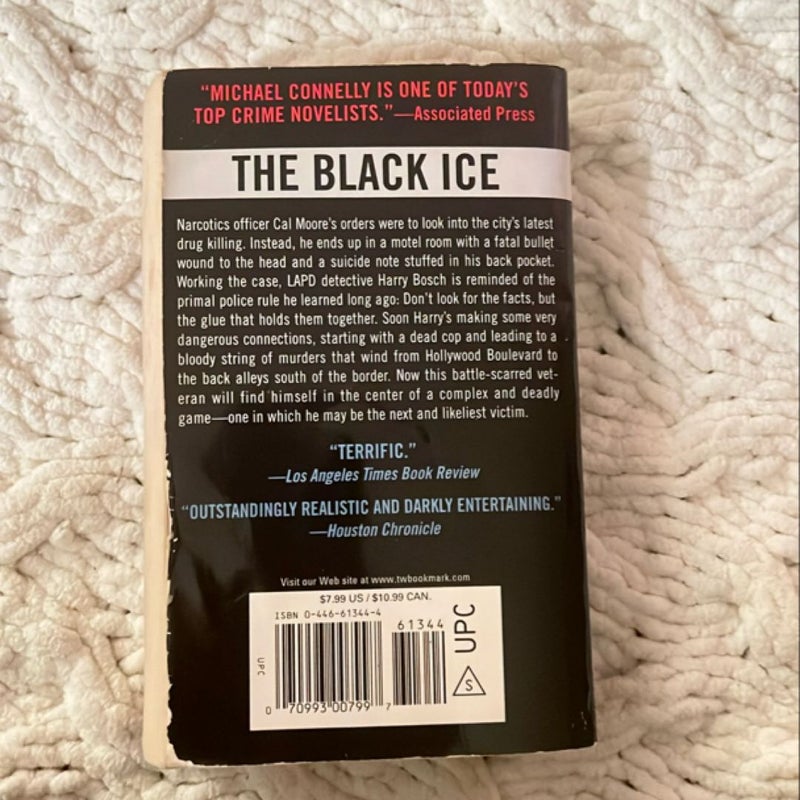 “MICHAEL CONNELLY IS ONE OF TODAY'S
TOP CRIME NOVELISTS.”—Associated Press
THE BLACK ICE
Narcotics officer Cal Moore's orders were to look into the city's latest
drug killing. Instead, he ends up in a motel room with a fatal bullet
wound to the head and a suicide note stuffed in his back pocket.
Working the case, LAPD detective Harry Bosch is reminded of the
primal police rule he learned long ago: Don't look for the facts, but
the glue that holds them together. Soon Harry's making some very
dangerous connections, starting with a dead cop and leading to a
bloody string of murders that wind from Hollywood Boulevard to
the back alleys south of the border. Now this battle-scarred vet-
eran will find himself in the center of a complex and deadly
game—one in which he may be the next and likeliest victim.
“TERRIFIC.”
—Los Angeles Times Book Review
“OUTSTANDINGLY REALISTIC AND DARKLY ENTERTAINING.”
—Houston Chronicle
Visit our Web site at www.twbookmark.com
$7.99 US / $10.99 CAN.
ISBN 0-446-61344-4
61344
UPC
UPC
S
0 70993 00799 7